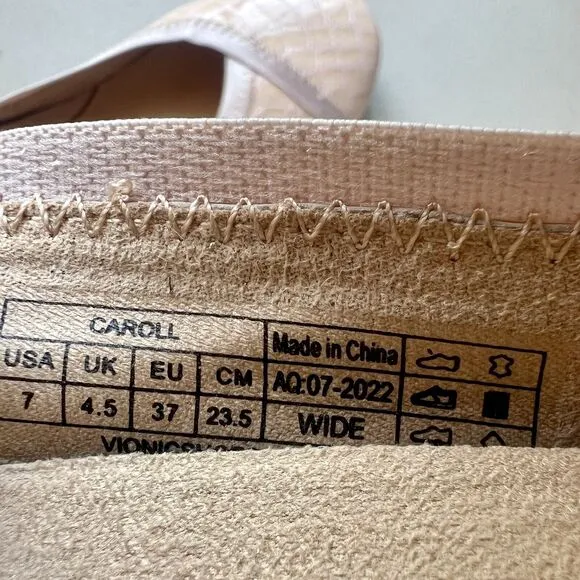 CAROLL Made in China
USA UK EU CM AQ:07-2022
7 4.5 37 23.5 WIDE